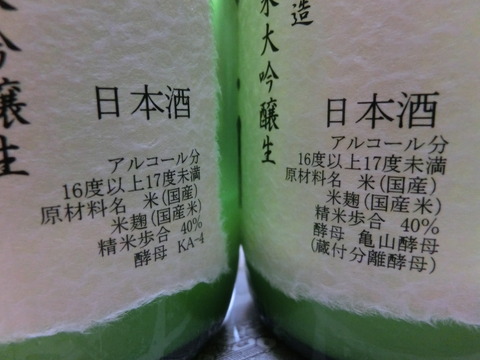 大吟醸生
日本酒
アルコール分
16度以上17度未満
原材料名 米(国産)
米麹(国産米)
精米歩合 40%
酵母 KA-4
造
米大吟醸生
日本酒
アルコール分
16度以上17度未満
原材料名 米(国産)
米麹(国産米)
精米歩合 40%
酵母 亀山酵母
(蔵付分離酵母)